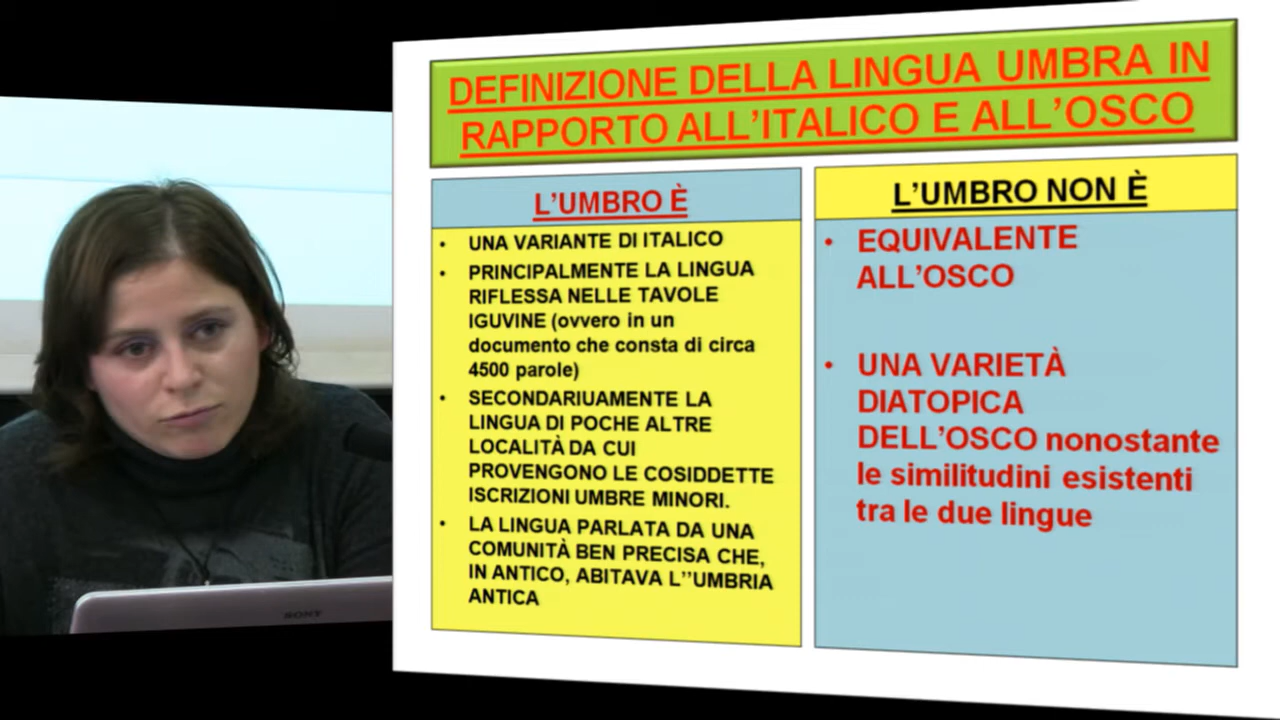 DEFINIZIONE DELLA LINGUA UMBRA IN
RAPPORTO ALL’ITALICO E ALL’OSCO
L’UMBRO È
• UNA VARIANTE DI ITALICO
• PRINCIPALMENTE LA LINGUA
RIFLESSA NELLE TAVOLE
IGUVINE (ovvero in un
documento che consta di circa
4500 parole)
• SECONDARIUAMENTE LA
LINGUA DI POCHE ALTRE
LOCALITÀ DA CUI
PROVENGONO LE COSIDDETTE
ISCRIZIONI UMBRE MINORI.
• LA LINGUA PARLATA DA UNA
COMUNITÀ BEN PRECISA CHE,
IN ANTICO, ABITAVA L’’UMBRIA
ANTICA
L’UMBRO NON È
• EQUIVALENTE
ALL’OSCO
• UNA VARIETÀ
DIATOPICA
DELL’OSCO nonostante
le similitudini esistenti
tra le due lingue
SONY